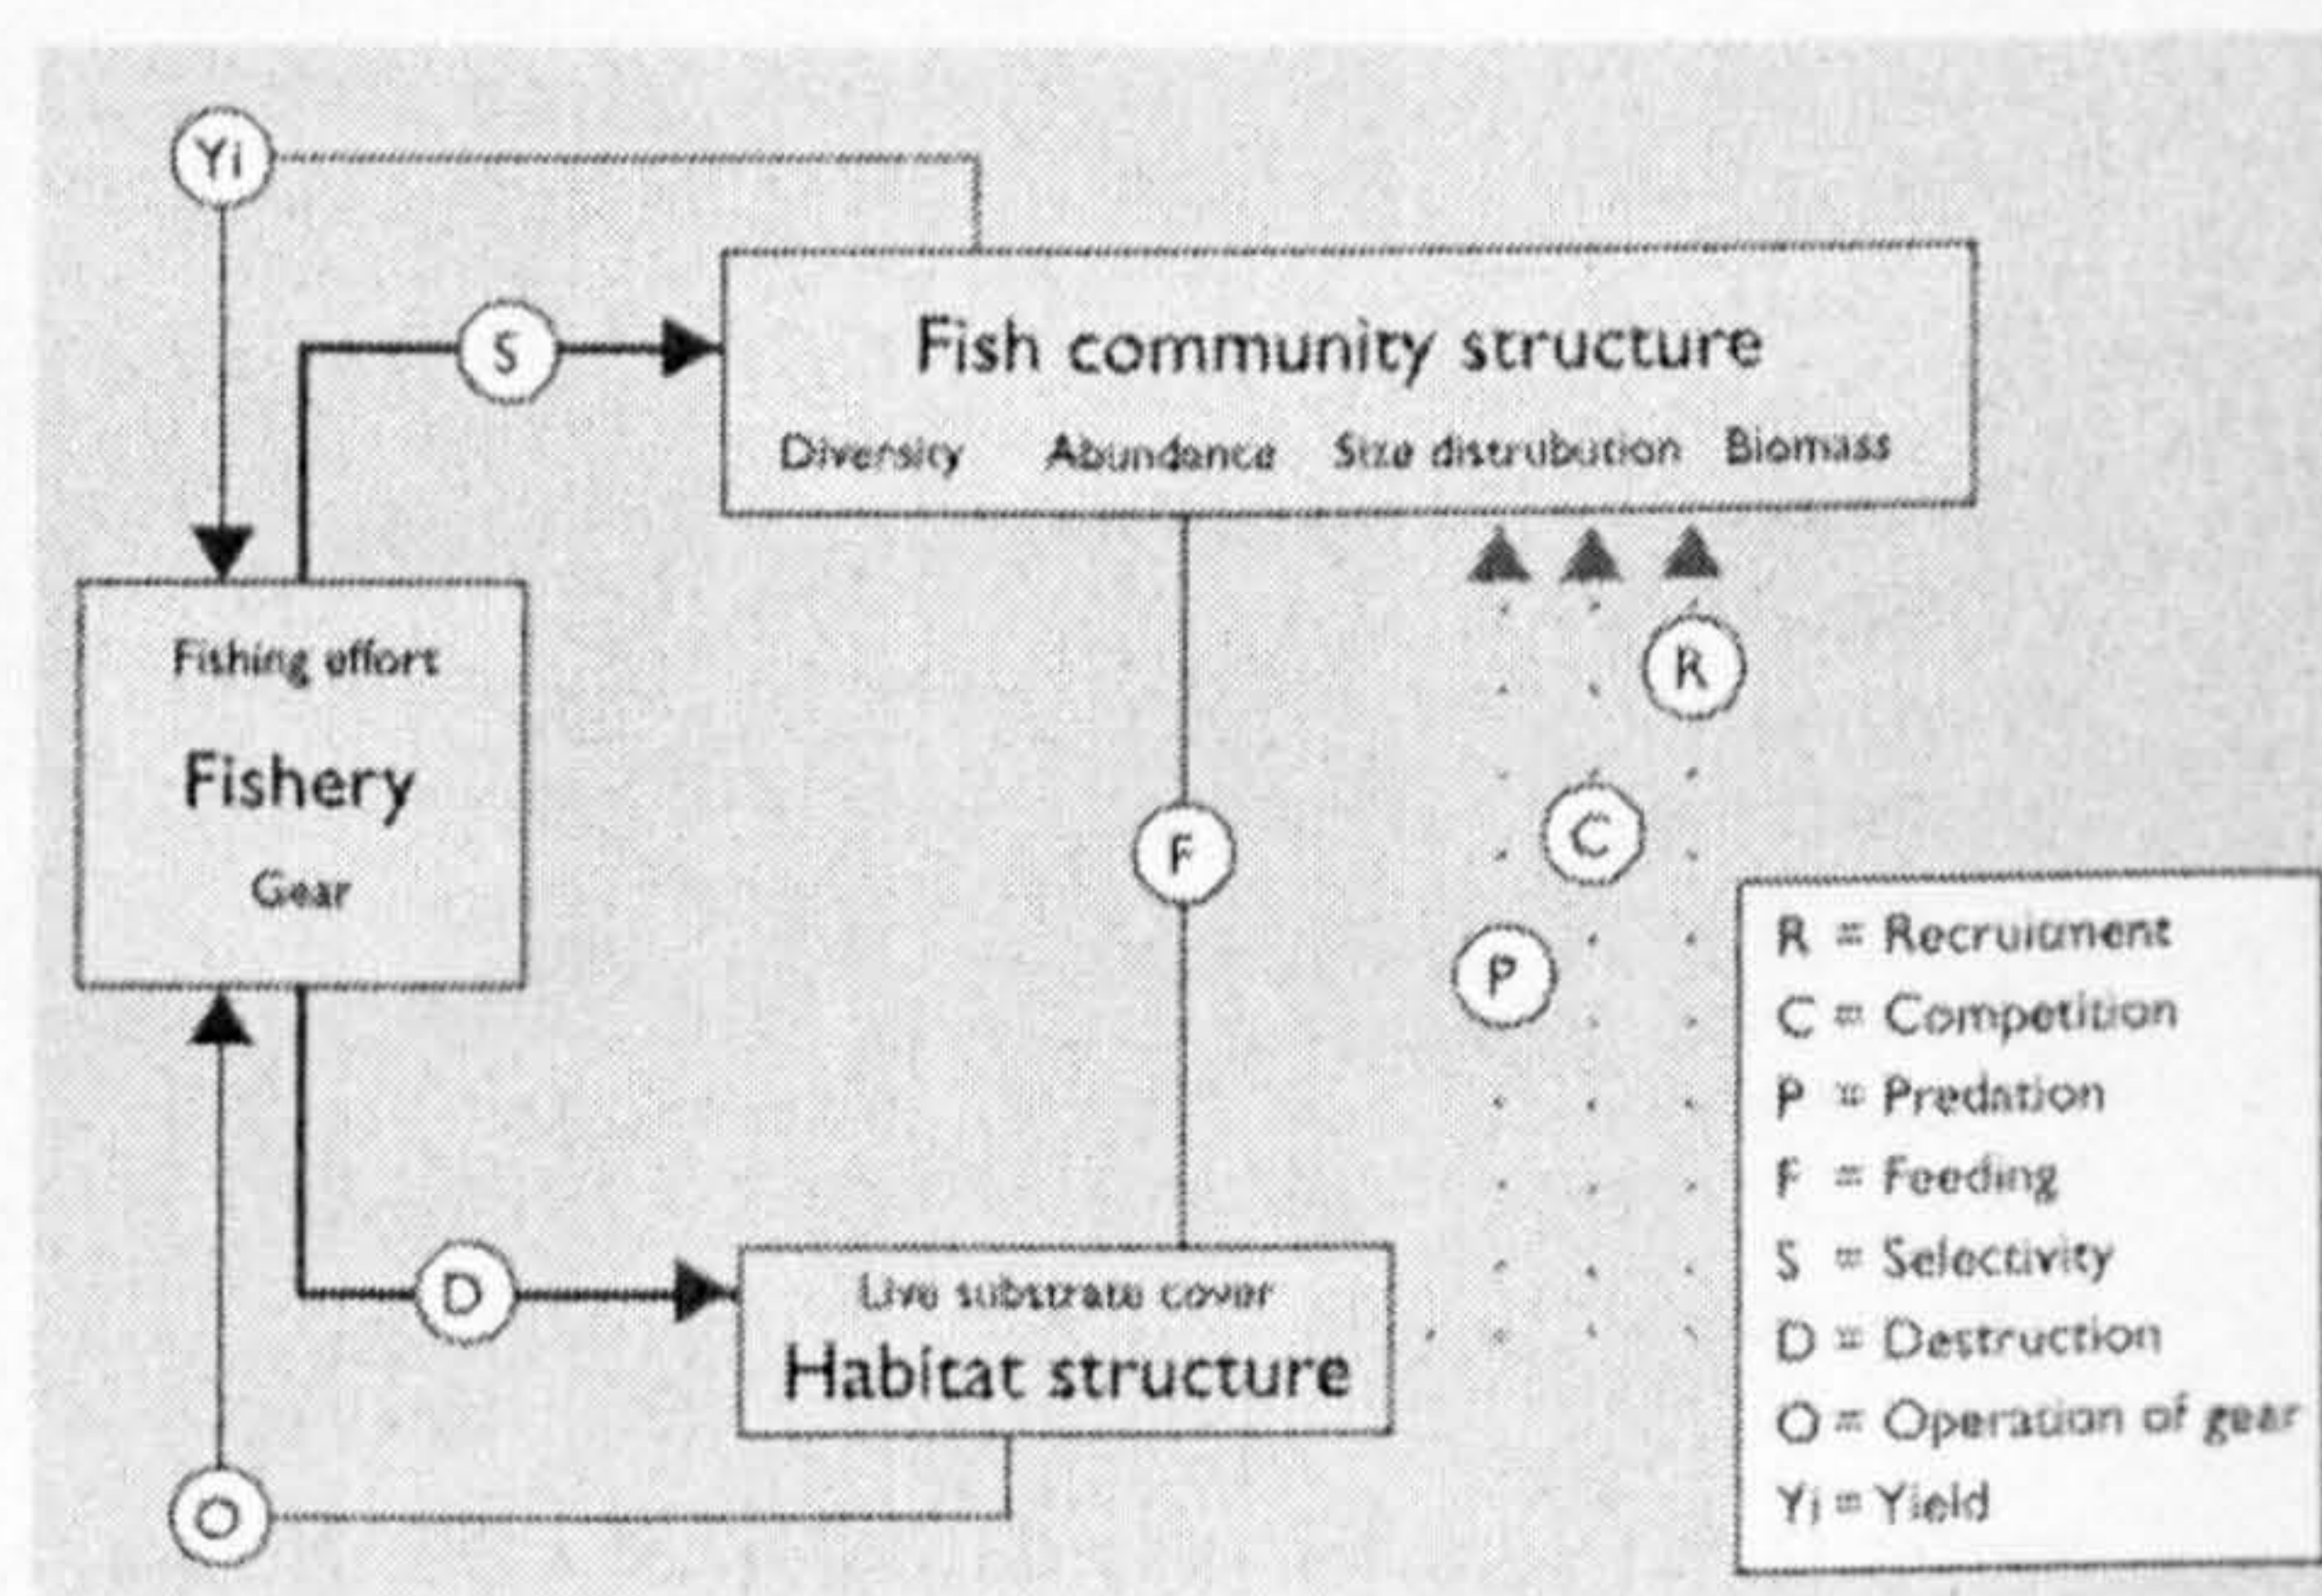 Yi
S
Fish community structure
Diversity Abundance Size distrubution Biomass
Fishing effort
Fishery
Gear
R
F
C
P
D
Live substrate cover
Habitat structure
O
R = Recruitment
C = Competition
P = Predation
F = Feeding
S = Selectivity
D = Destruction
O = Operation of gear
Yi = Yield